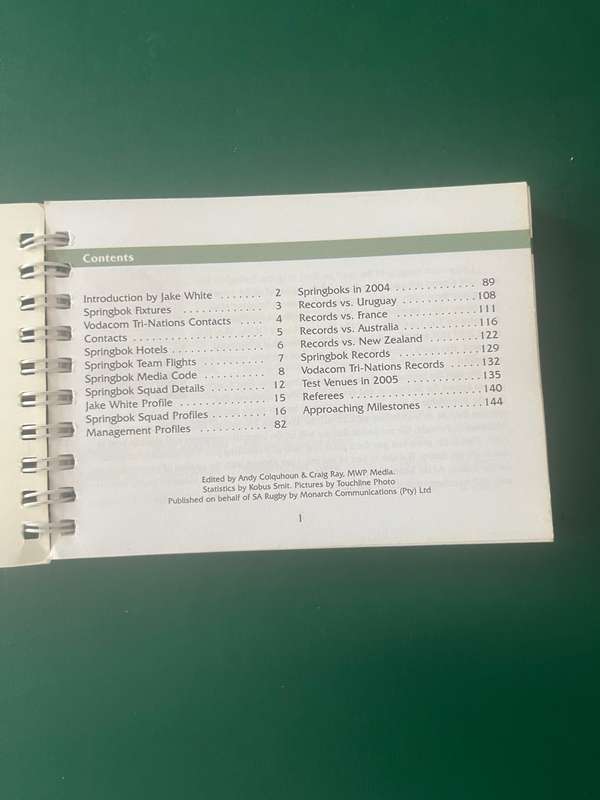 Contents
Introduction by Jake White ....... 2
Springbok Fixtures ........... 3
Vodacom Tri-Nations Contacts .... 4
Contacts ................... 5
Springbok Hotels ............. 6
Springbok Team Flights ......... 7
Springbok Media Code ......... 8
Springbok Squad Details ........ 12
Jake White Profile ............ 15
Springbok Squad Profiles ........ 16
Management Profiles .......... 82
Springboks in 2004 ............ 89
Records vs. Uruguay ........... 108
Records vs. France ............ 111
Records vs. Australia ........... 116
Records vs. New Zealand ........ 122
Springbok Records ............ 129
Vodacom Tri-Nations Records ..... 132
Test Venues in 2005 ........... 135
Referees ................... 140
Approaching Milestones ........ 144
Edited by Andy Colquhoun & Craig Ray, MWP Media.
Statistics by Kobus Smit. Pictures by Touchline Photo
Published on behalf of SA Rugby by Monarch Communications (Pty) Ltd
1